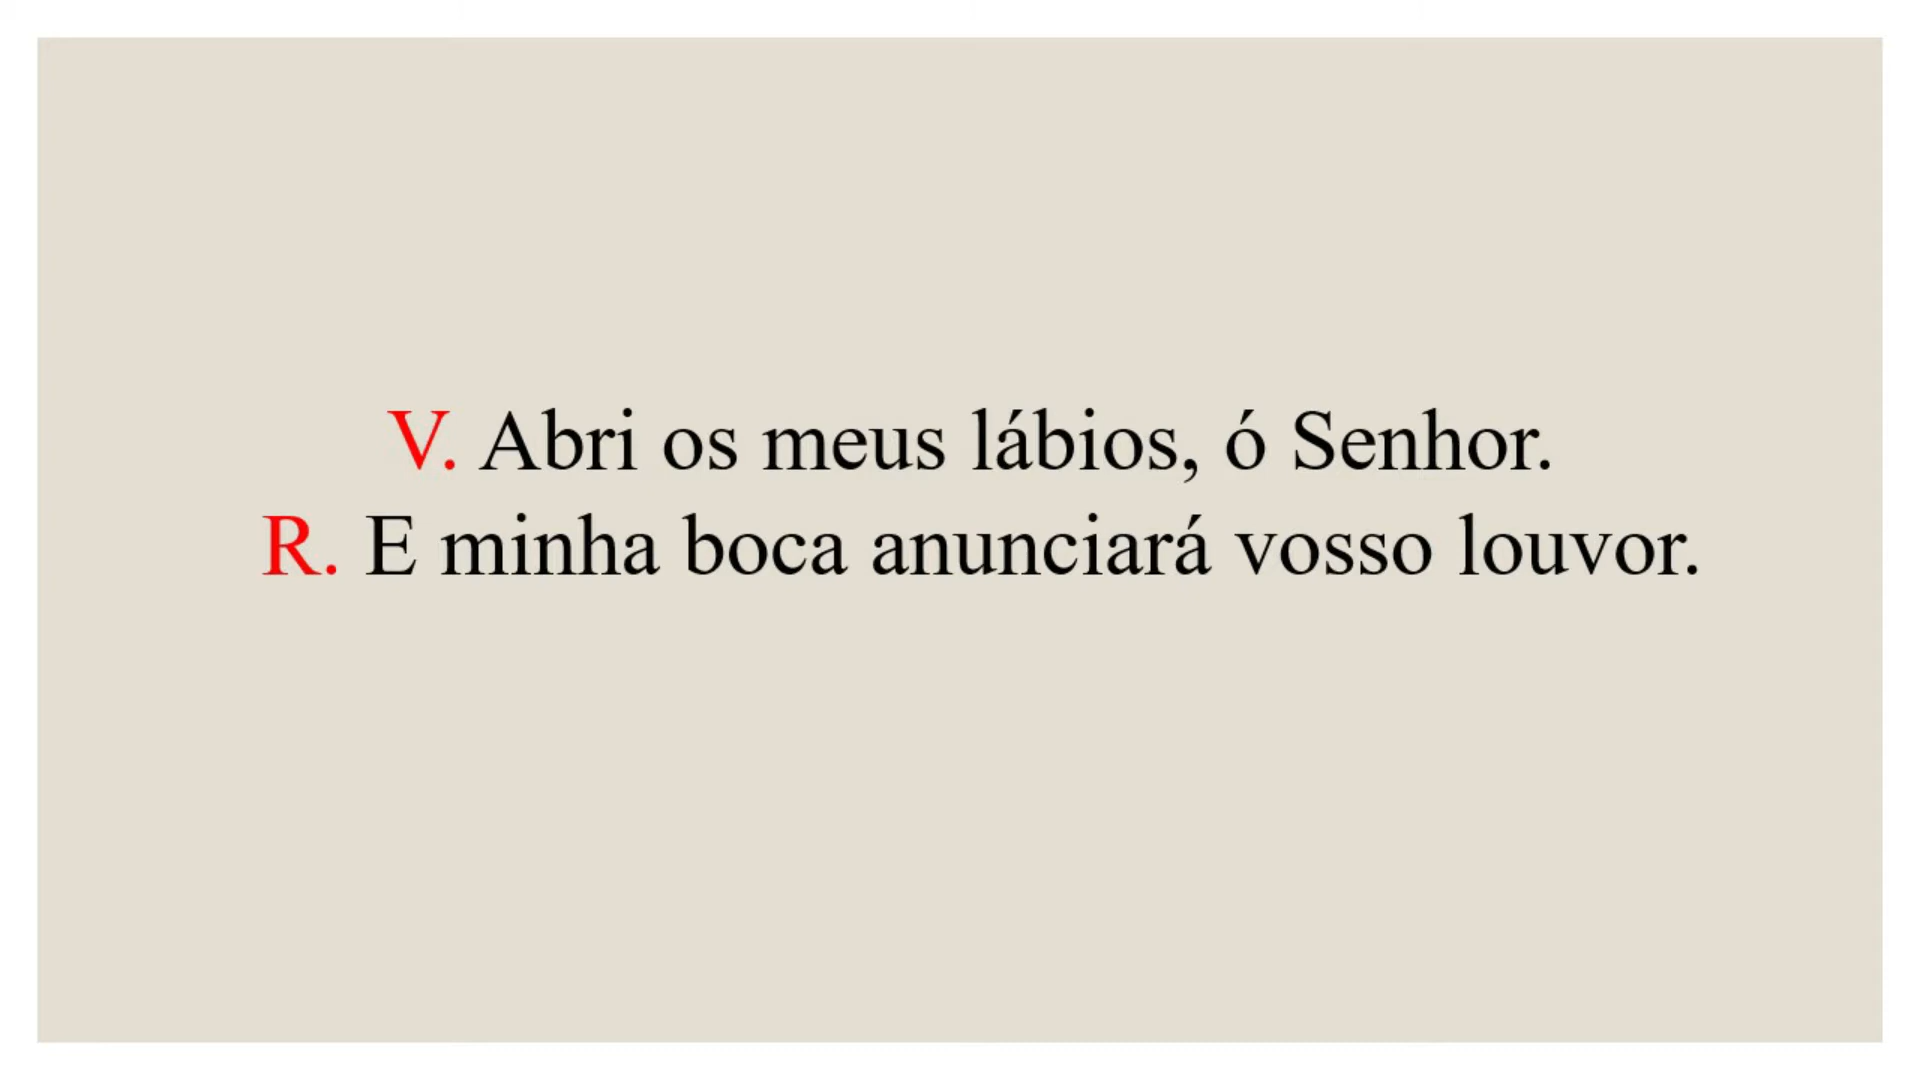 V. Abri os meus lábios, ó Senhor.
R. E minha boca anunciará vosso louvor.